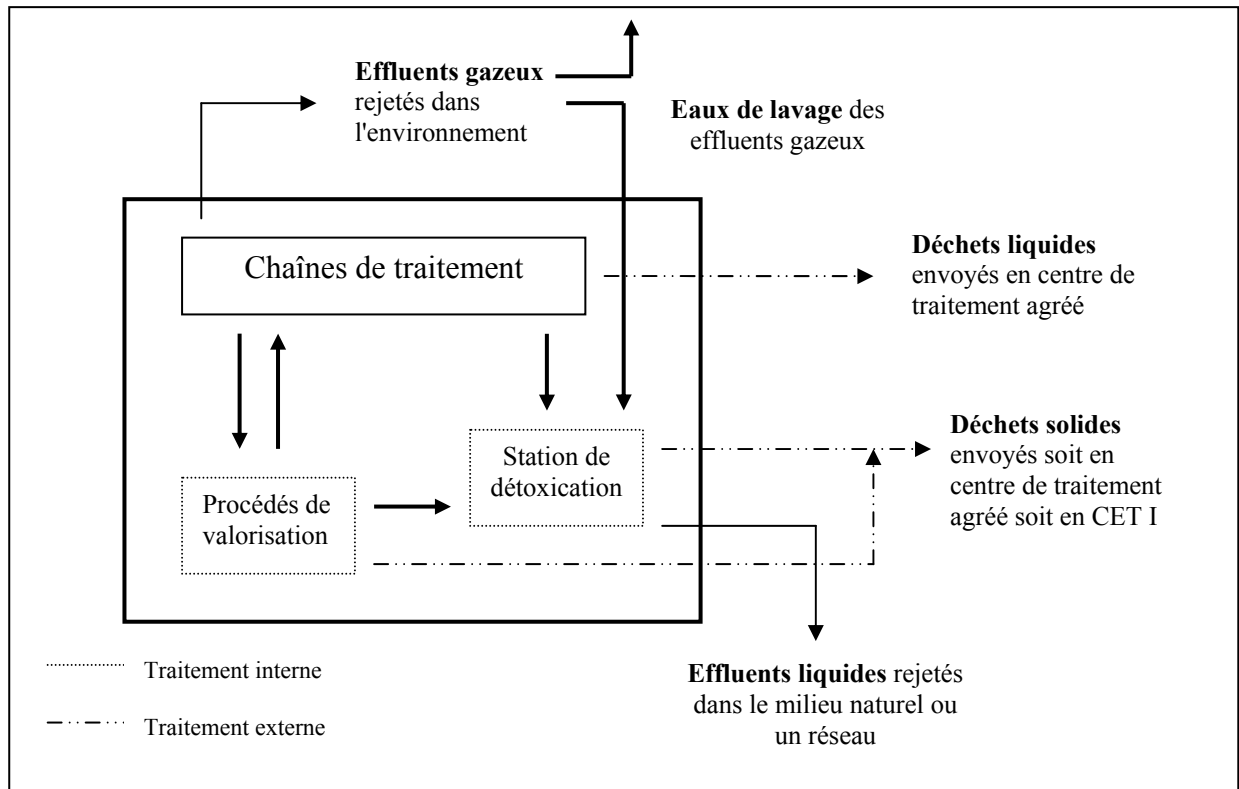 Effluents gazeux
rejetés dans
l'environnement
Eaux de lavage des
effluents gazeux
Chaînes de traitement
Déchets liquides
envoyés en centre de
traitement agréé
Station de
détoxication
Procédés de
valorisation
Déchets solides
envoyés soit en
centre de traitement
agréé soit en CET I
Effluents liquides rejetés
dans le milieu naturel ou
un réseau
Traitement interne
Traitement externe